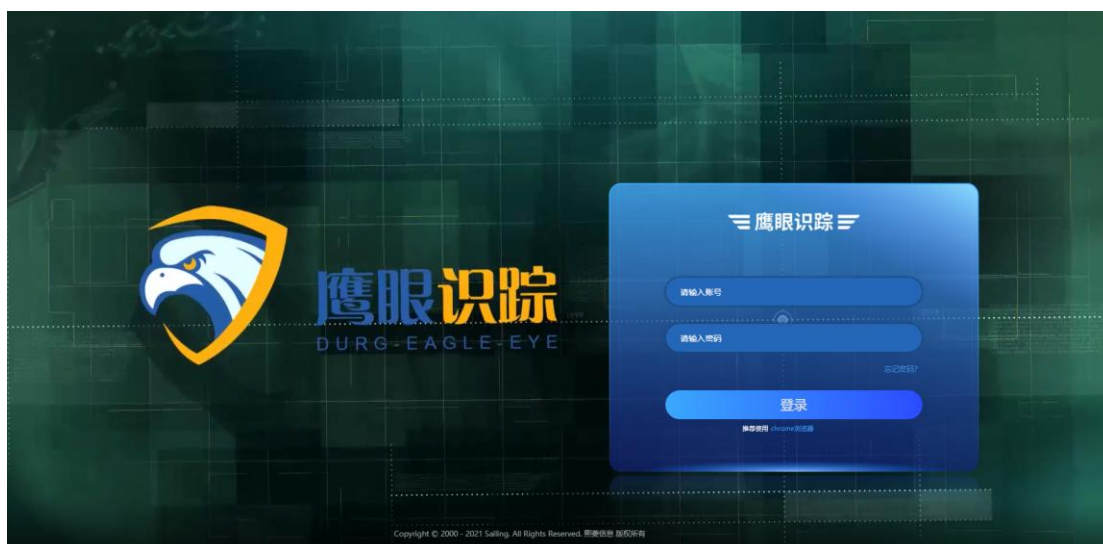 鹰眼识踪
DURG-EAGLE-EYE
鹰眼识踪
请输入账号
请输入密码
忘记密码?
登录
推荐使用 chrome浏览器
Copyright © 2000 - 2021 Sailing. All Rights Reserved. 熙菱信息 版权所有